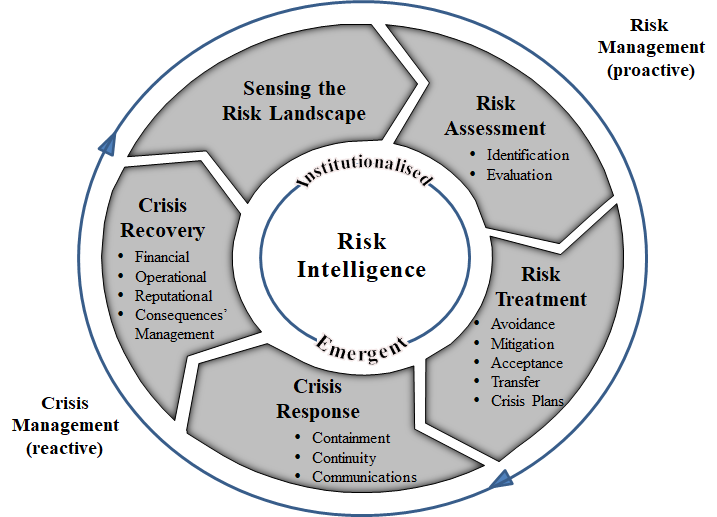 Risk
Management
(proactive)
Sensing the
Risk Landscape
Risk
Assessment
• Identification
• Evaluation
Risk
Treatment
• Avoidance
• Mitigation
• Acceptance
• Transfer
• Crisis Plans
Crisis
Response
• Containment
• Continuity
• Communications
Crisis
Recovery
• Financial
• Operational
• Reputational
• Consequences’
Management
Institutionalised
Risk
Intelligence
Emergent
Crisis
Management
(reactive)